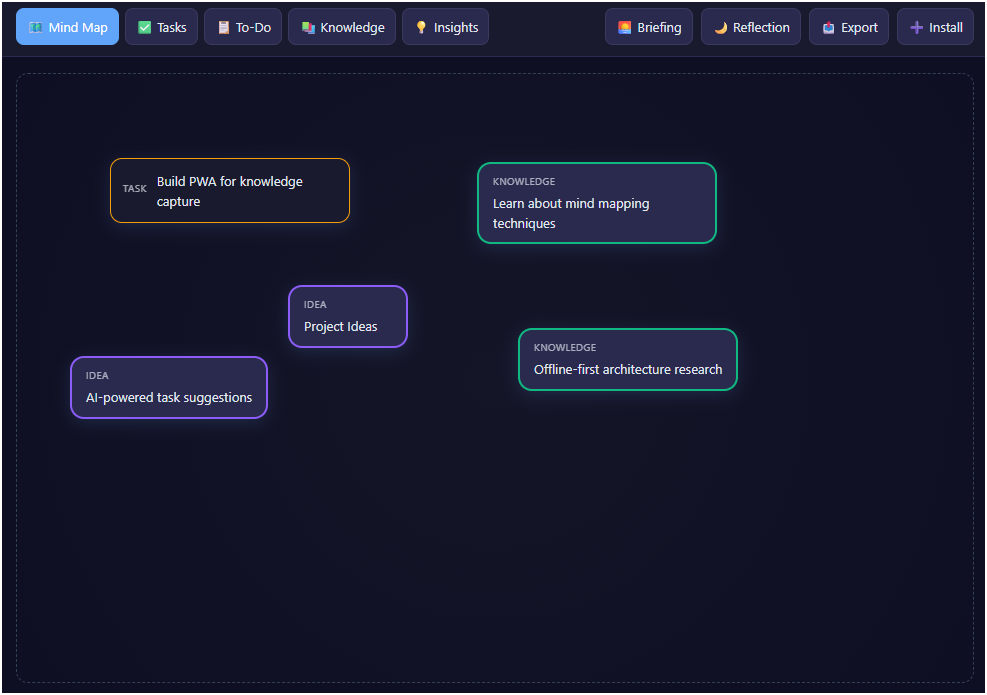 Mind Map
Tasks
To-Do
Knowledge
Insights
Briefing
Reflection
Export
Install
TASK
Build PWA for knowledge
capture
KNOWLEDGE
Learn about mind mapping
techniques
IDEA
Project Ideas
KNOWLEDGE
Offline-first architecture research
IDEA
AI-powered task suggestions